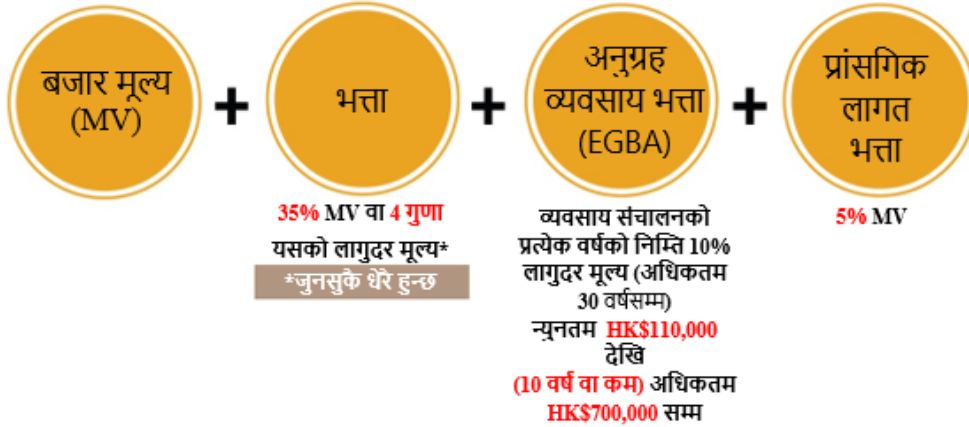 बजार मूल्य
(MV)
+
भत्ता
+
अनुग्रह
व्यवसाय भत्ता
(EGBA)
+
प्रांसगिक
लागत
भत्ता
35% MV वा 4 गुणा
यसको लागुदर मूल्य*
*जुनसुकै धेरै हुन्छ
व्यवसाय संचालनको
प्रत्येक वर्षको निम्ति 10%
लागुदर मूल्य (अधिकतम
30 वर्षसम्म)
न्युनतम HK$110,000
देखि
(10 वर्ष वा कम) अधिकतम
HK$700,000 सम्म
5% MV